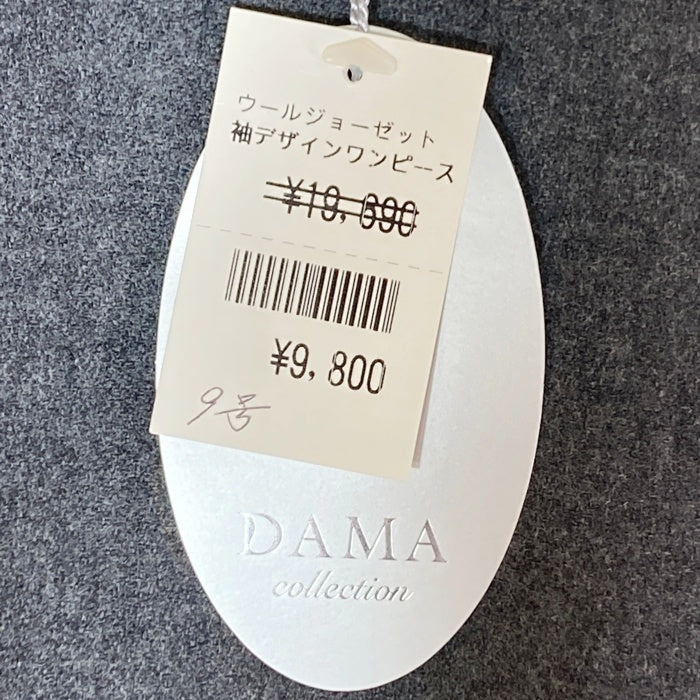 ウールジョーゼット
袖デザインワンピース
¥19,690
¥9,800
9号
DAMA
collection